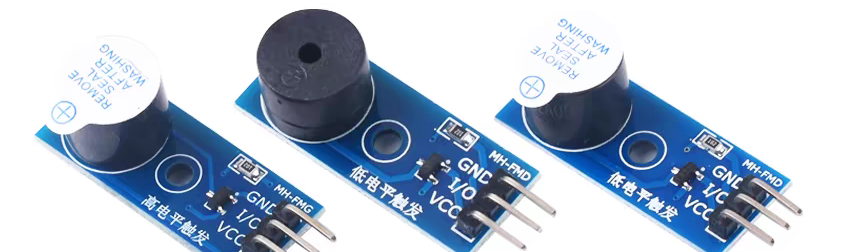 REMOVE
SEAL
AFTER
WASHING
高电平触发
MH-FMG
GND
I/O
VCC
低电平触发
MH-FMD
GND
I/O
VCC
REMOVE
SEAL
AFTER
WASHING
低电平触发
MH-FMD
GND
I/O
VCC